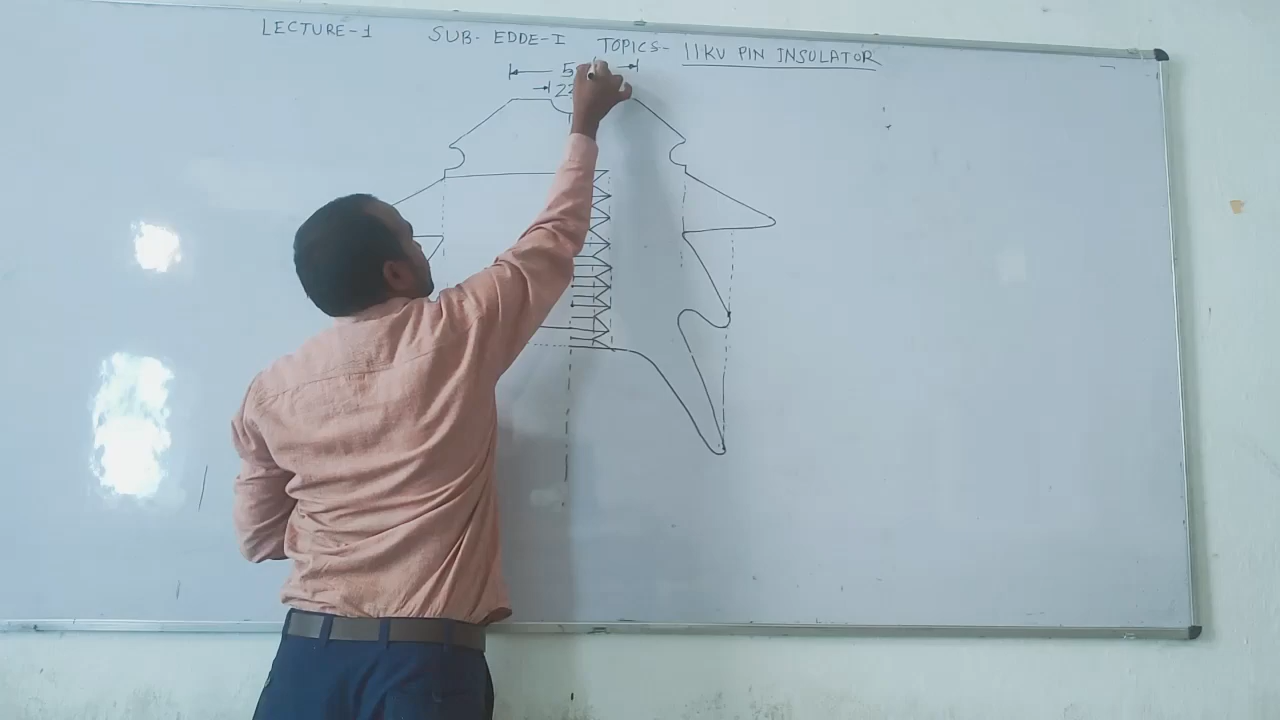 LECTURE-1 SUB- EDDE-I TOPICS- 11KV PIN INSULATOR